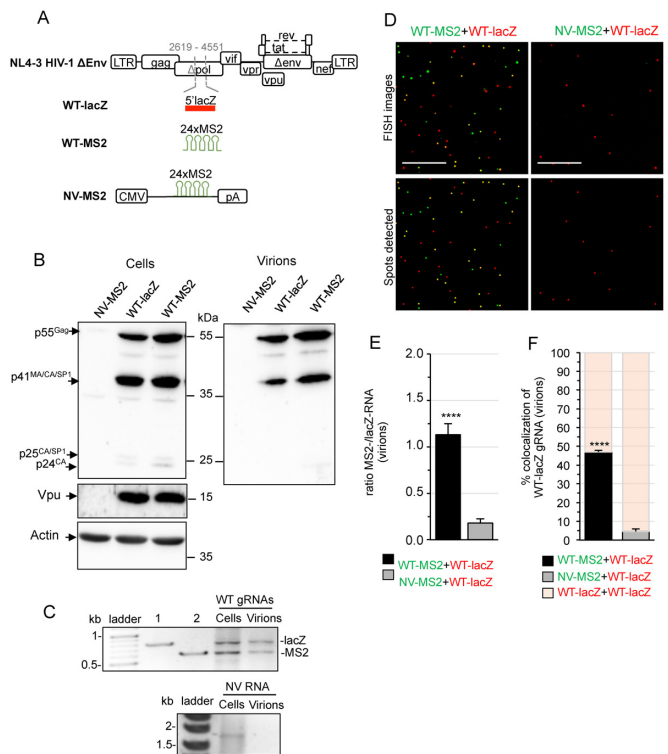 A
2619 - 4551
rev
tat
NL4-3 HIV-1 ΔEnv
LTR
gag
Δpol
vif
vpr
Δenv
vpu
nef
LTR
WT-lacZ
5'lacZ
24xMS2
WT-MS2
24xMS2
NV-MS2
CMV
pA
B
Cells
Virions
NV-MS2
WT-lacZ
WT-MS2
kDa
NV-MS2
WT-lacZ
WT-MS2
p55Gag
55
p41MA/CA/SP1
35
p25CA/SP1
p24CA
25
Vpu
15
Actin
35
C
WT gRNAs
kb
ladder
1
2
Cells
Virions
1-
0.5-
-lacZ
-MS2
NV RNA
kb
ladder
Cells
Virions
2-
1.5-
D
WT-MS2+WT-lacZ
NV-MS2+WT-lacZ
FISH images
Spots detected
E
ratio MS2-/lacZ-RNA
(virions)
2.0
1.5
1.0
0.5
0.0
****
WT-MS2+WT-lacZ
NV-MS2+WT-lacZ
F
% colocalization of
WT-lacZ gRNA (virions)
100
90
80
70
60
50
40
30
20
10
0
****
WT-MS2+WT-lacZ
NV-MS2+WT-lacZ
WT-lacZ+WT-lacZ